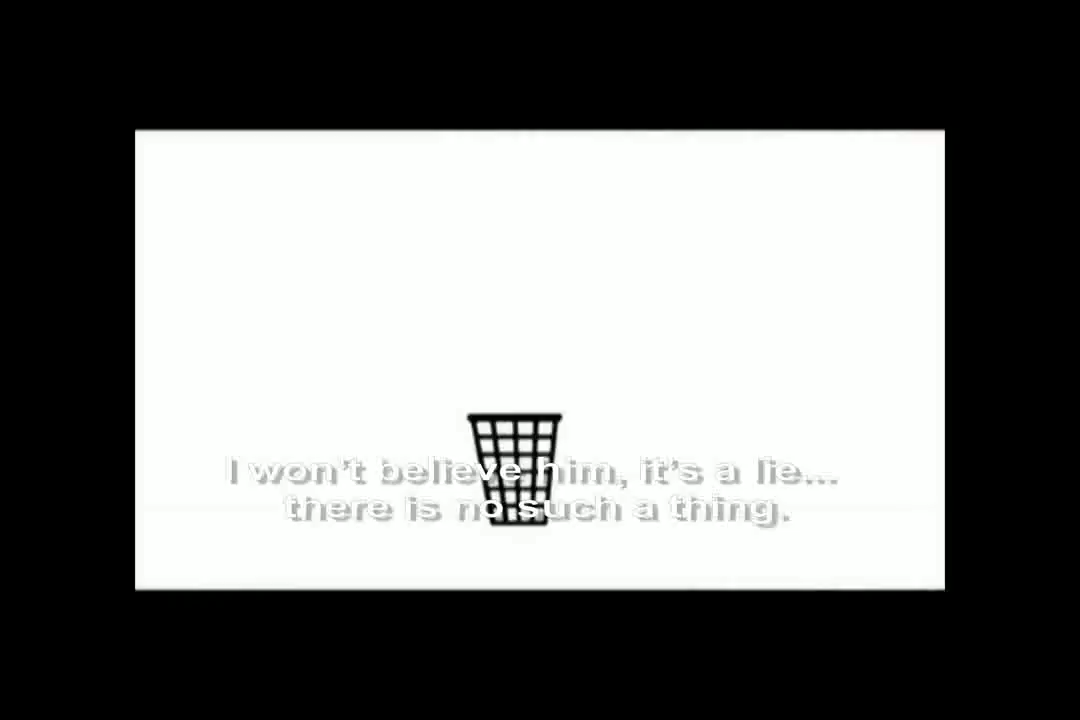 I won't believe him, it's a lie...
there is no such a thing.